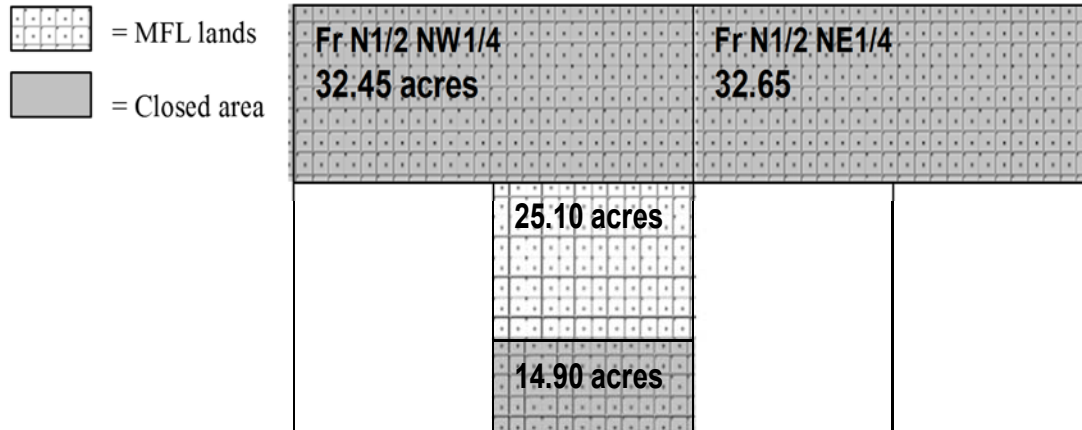 = MFL lands
= Closed area
Fr N1/2 NW1/4
32.45 acres
Fr N1/2 NE1/4
32.65
25.10 acres
14.90 acres